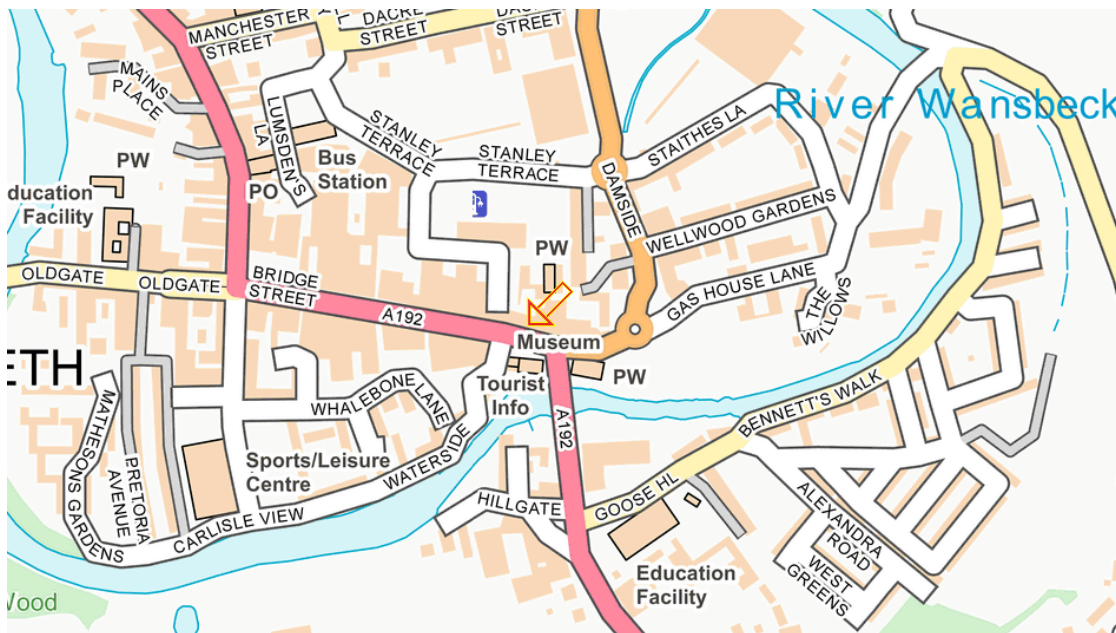 MANCHESTER
STREET
DACRE
STREET
STREET
MAINS
PLACE
LUMSDEN'S
LA
STANLEY
TERRACE
STANLEY
TERRACE
STAITHES LA
River Wansbeck
PW
Bus
Station
PO
Education
Facility
DAMSIDE
WELLWOOD GARDENS
PW
OLDGATE
OLDGATE
BRIDGE
STREET
A192
GAS HOUSE LANE
THE
WILLOWS
Museum
ETH
Tourist
Info
PW
A192
WHALEBONE
LANE
BENNETT'S WALK
MATHESONS GARDENS
PRETORIA
AVENUE
Sports/Leisure
Centre
WATERSIDE
CARLISLE VIEW
HILLGATE
GOOSE HL
ALEXANDRA
ROAD
WEST
GREENS
Education
Facility
Wood